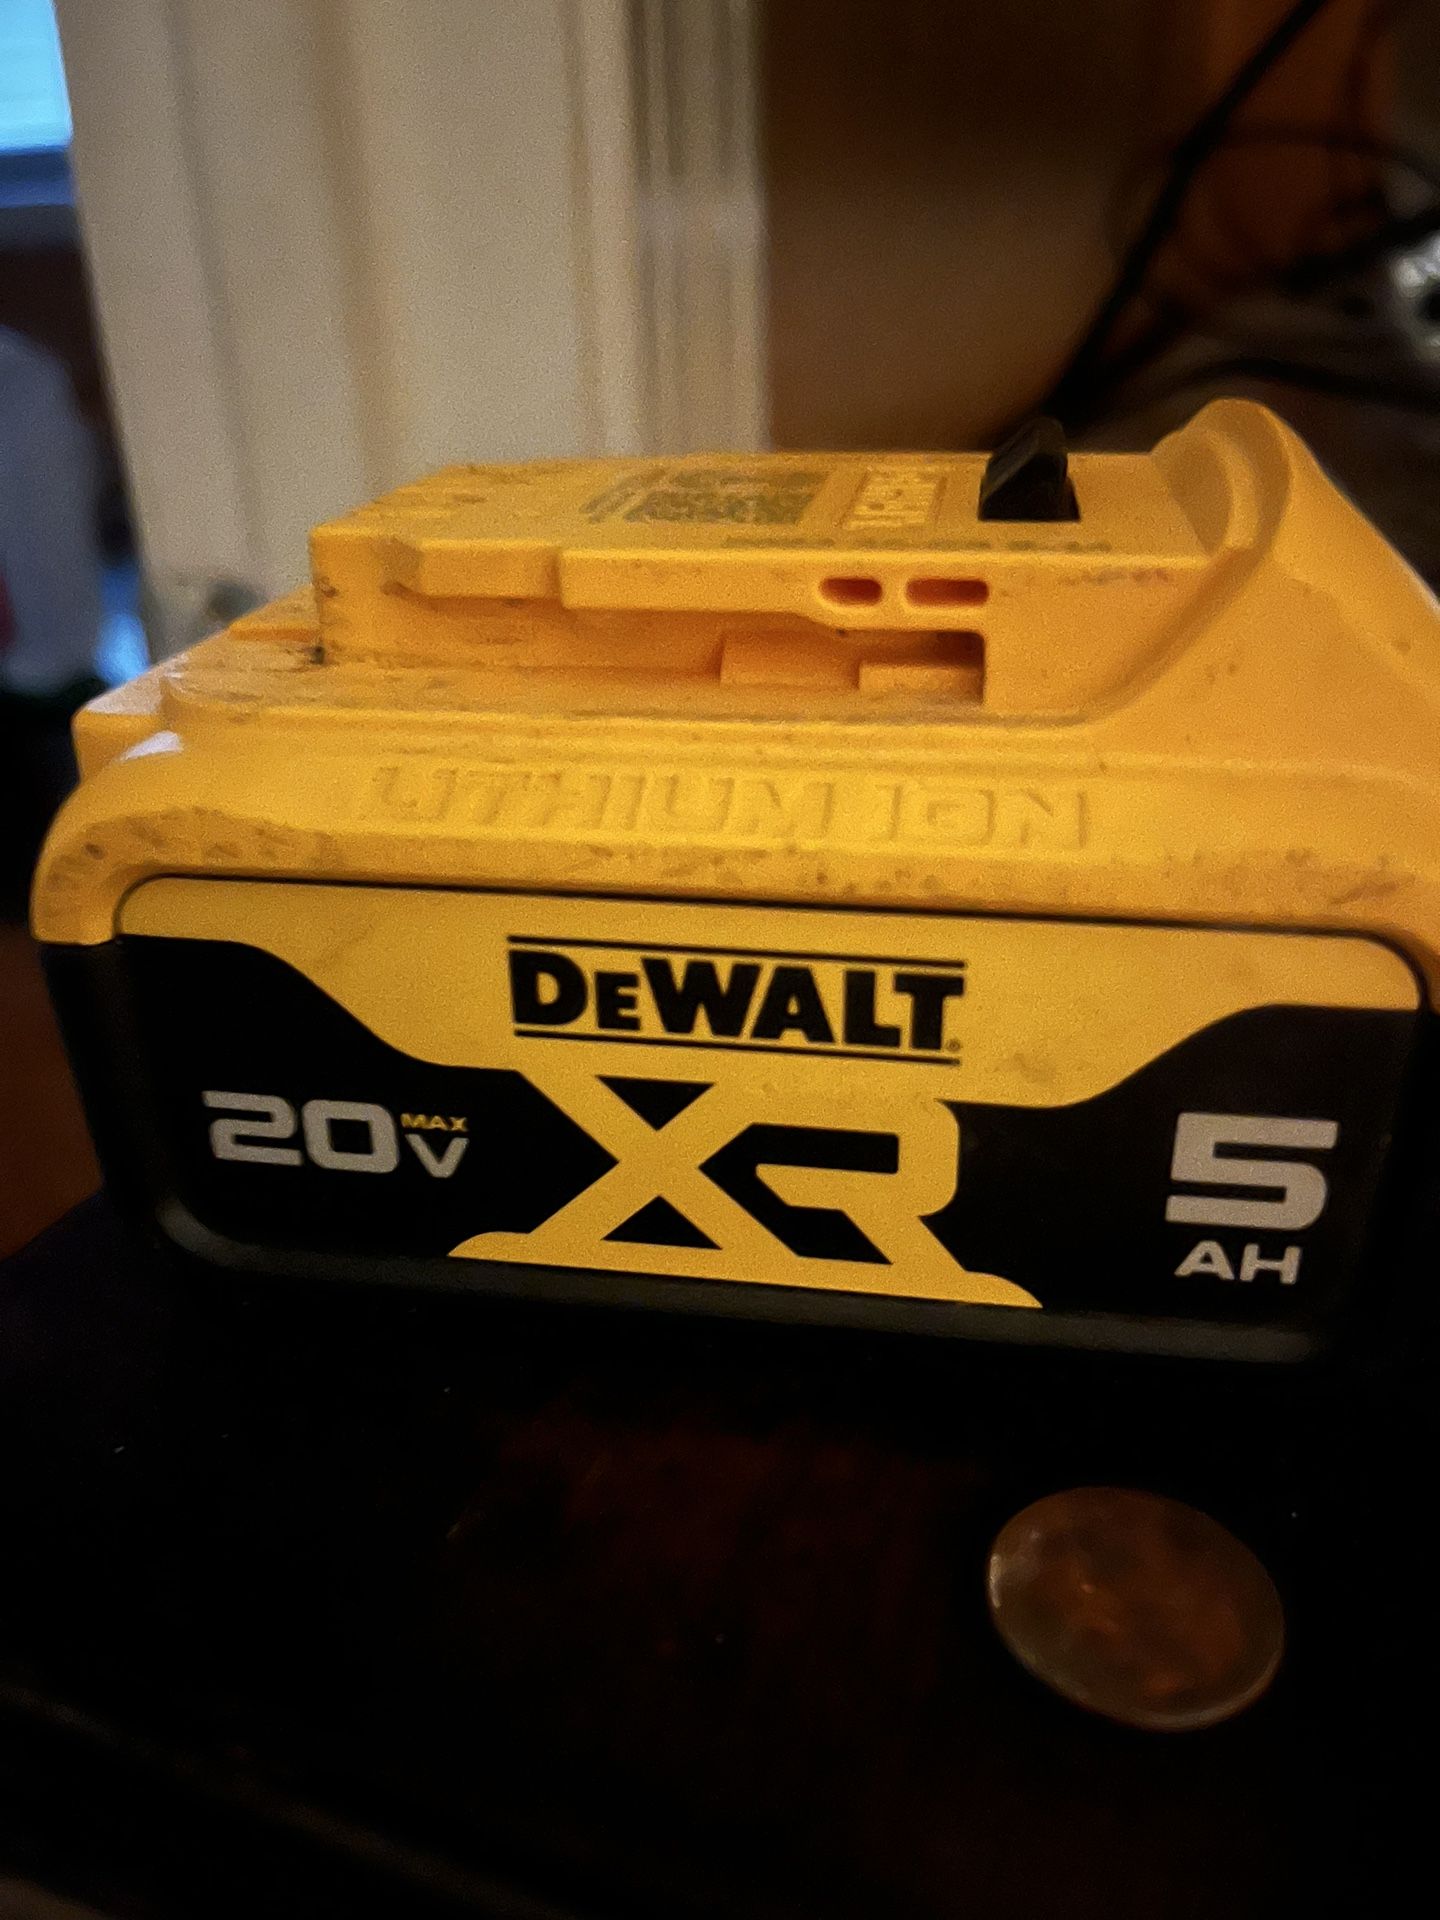 LITHIUM ION
DEWALT
20V MAX
XR
5
AH